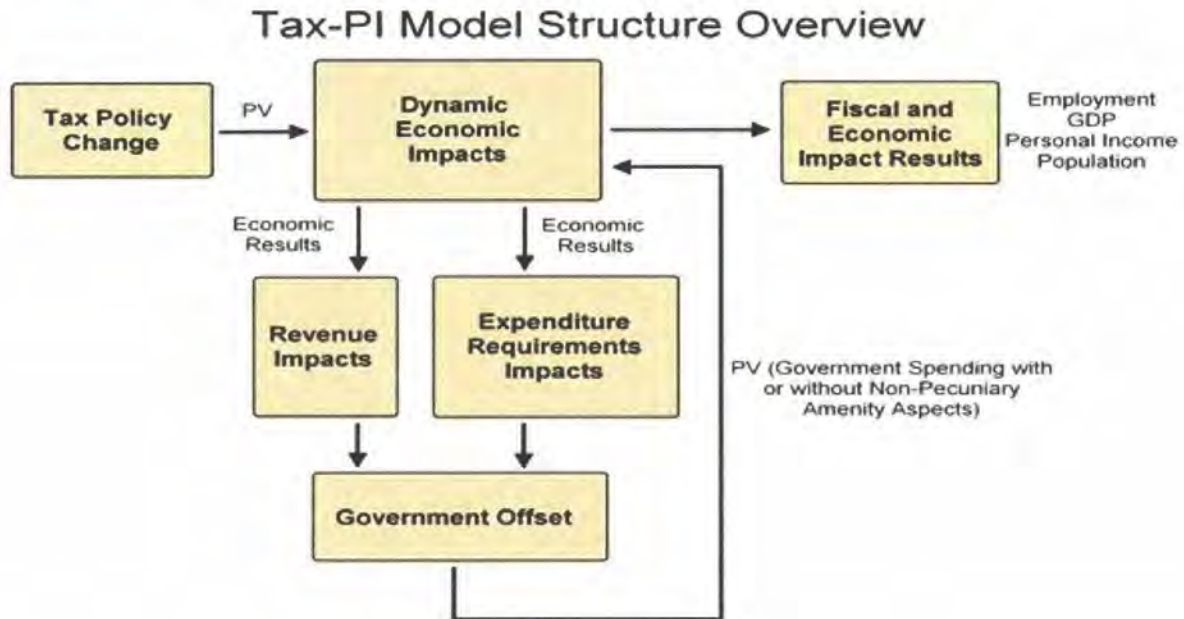 Tax-PI Model Structure Overview
Tax Policy
Change
PV
Dynamic
Economic
Impacts
Fiscal and
Economic
Impact Results
Employment
GDP
Personal Income
Population
Economic
Results
Economic
Results
Revenue
Impacts
Expenditure
Requirements
Impacts
PV (Government Spending with
or without Non-Pecuniary
Amenity Aspects)
Government Offset